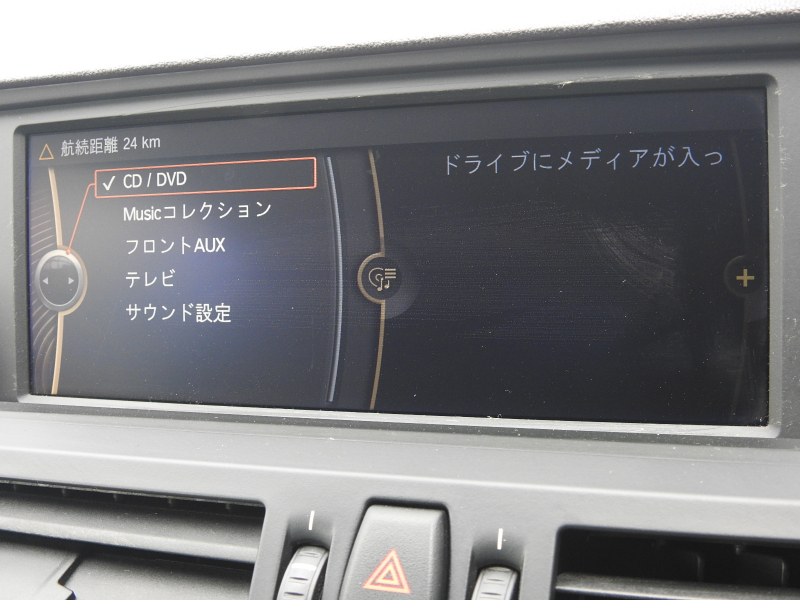 航続距離 24 km
CD / DVD
Musicコレクション
フロントAUX
テレビ
サウンド設定
ドライブにメディアが入っ